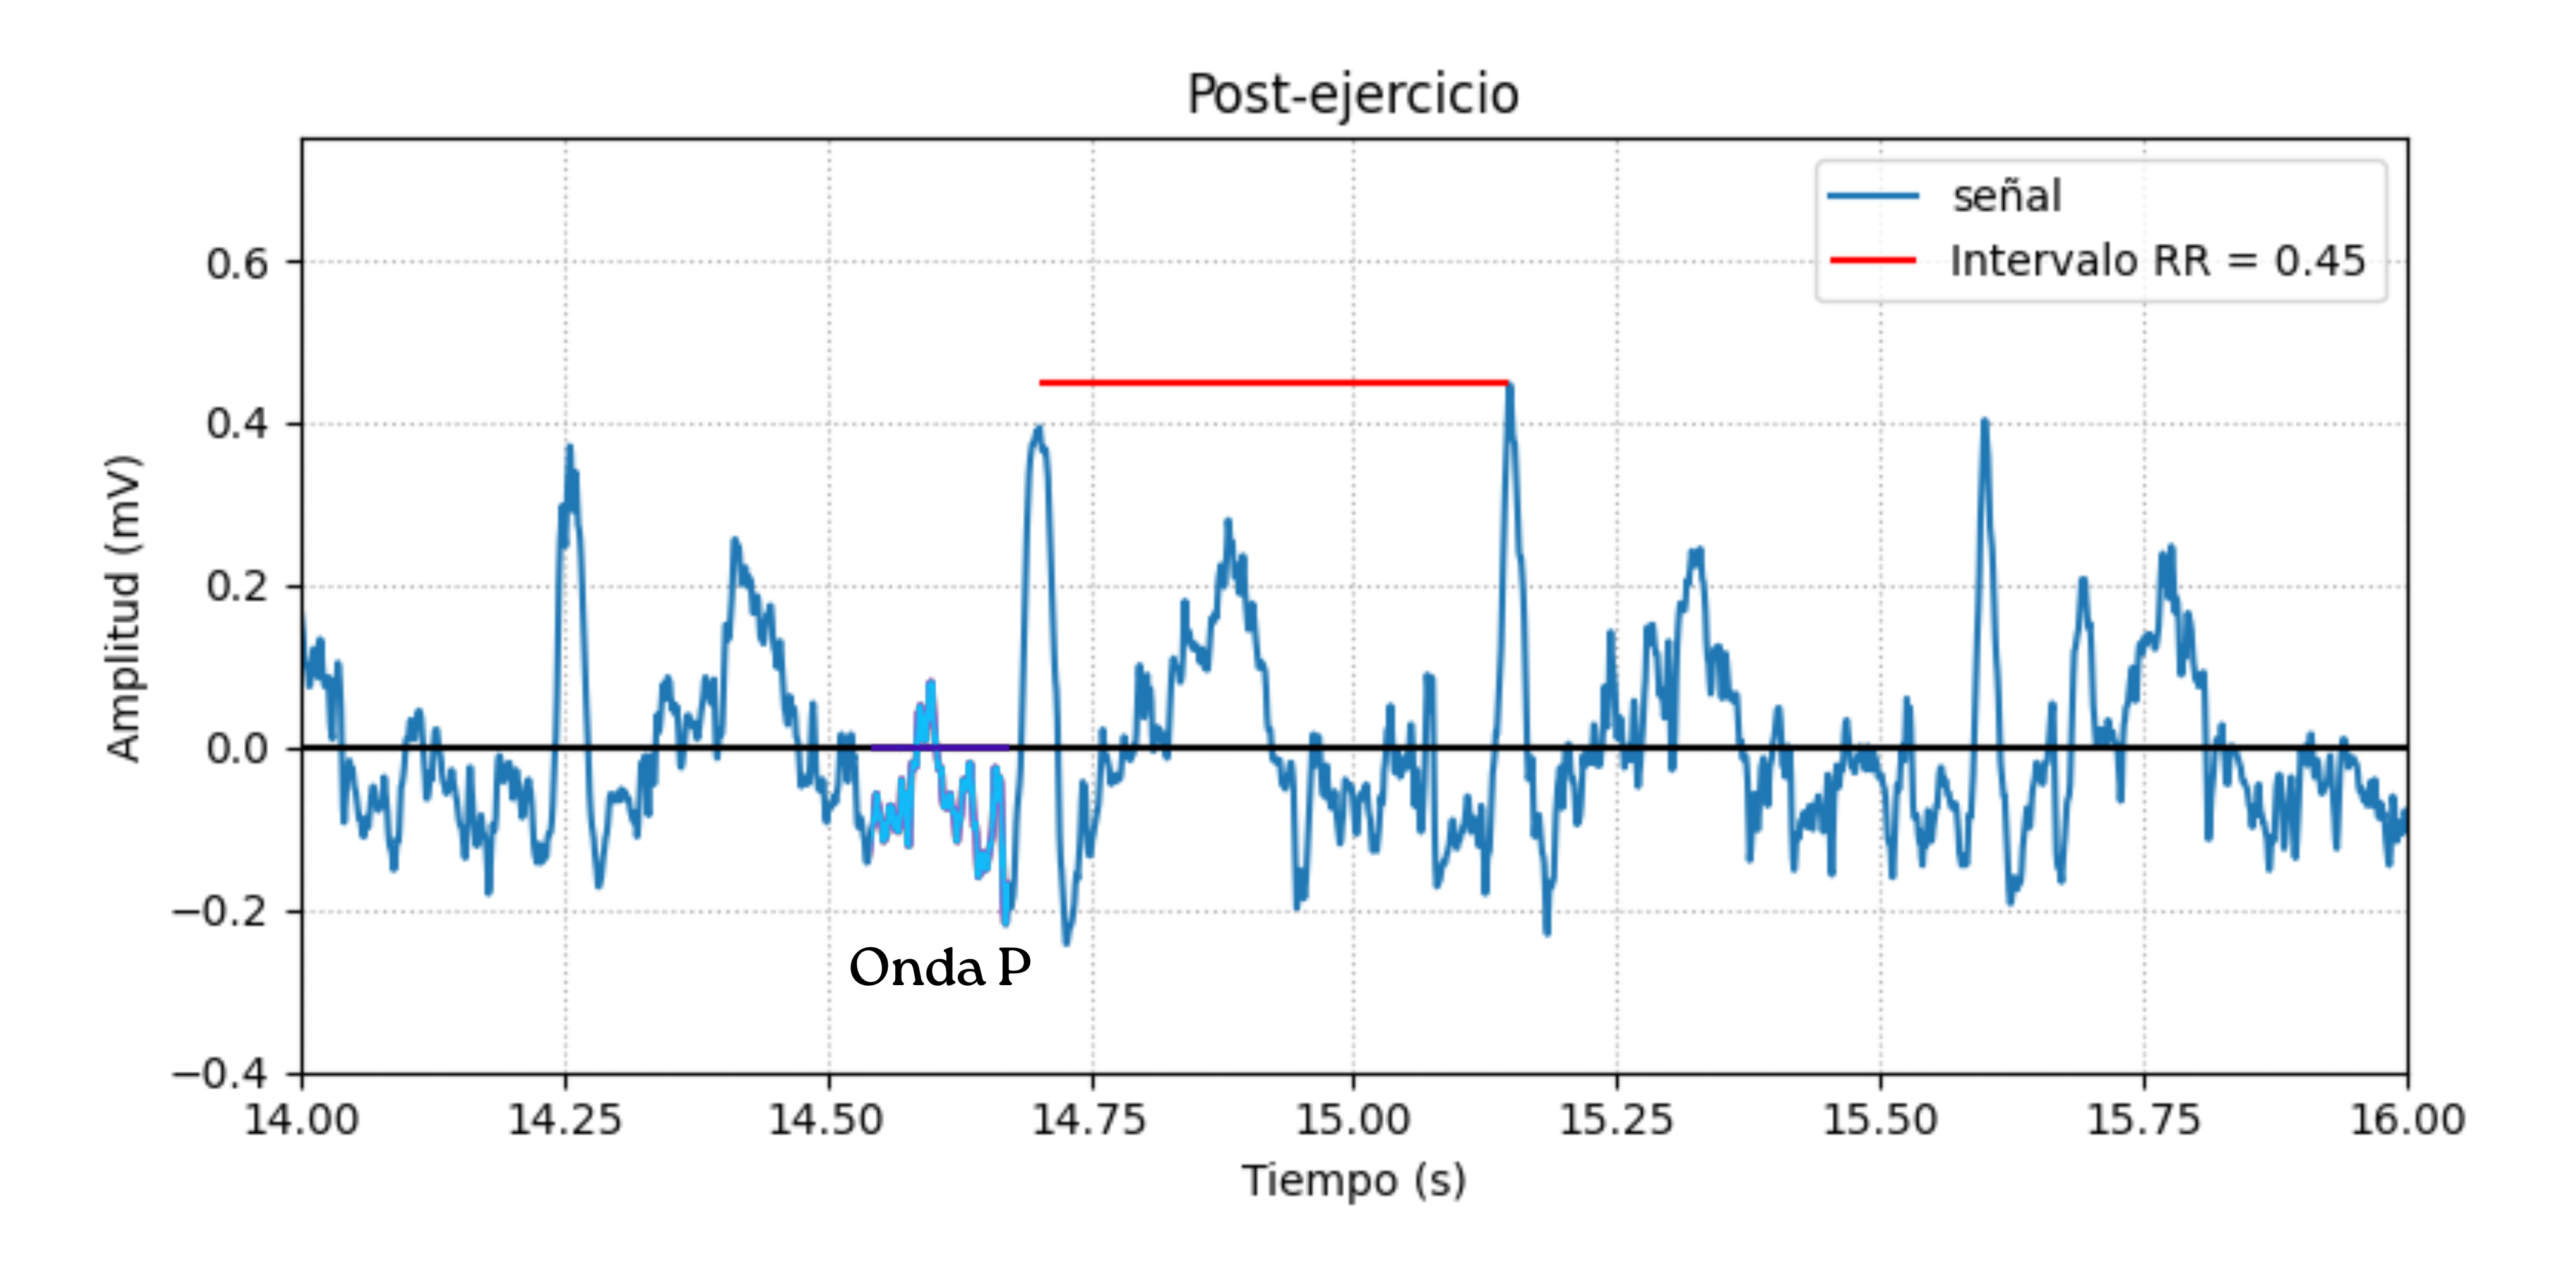 Post-ejercicio
señal
Intervalo RR = 0.45
Amplitud (mV)
0.6
0.4
0.2
0.0
−0.2
−0.4
Onda P
14.00 14.25 14.50 14.75 15.00 15.25 15.50 15.75 16.00
Tiempo (s)